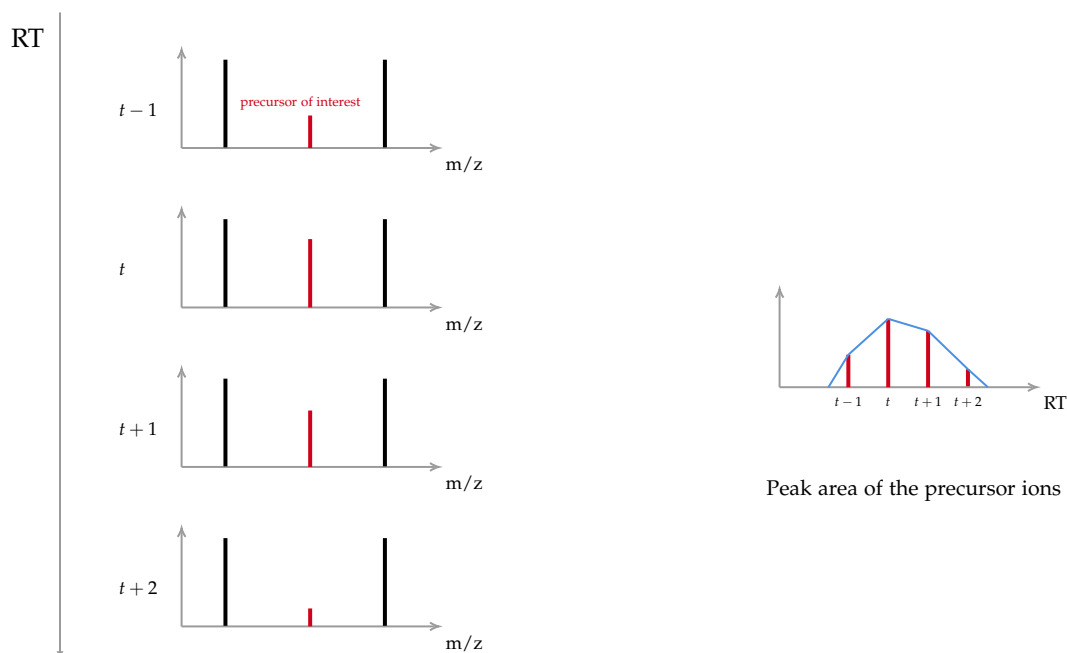 RT
t − 1
precursor of interest
m/z
t
m/z
t + 1
m/z
t + 2
m/z
t − 1 t t + 1 t + 2
RT
Peak area of the precursor ions